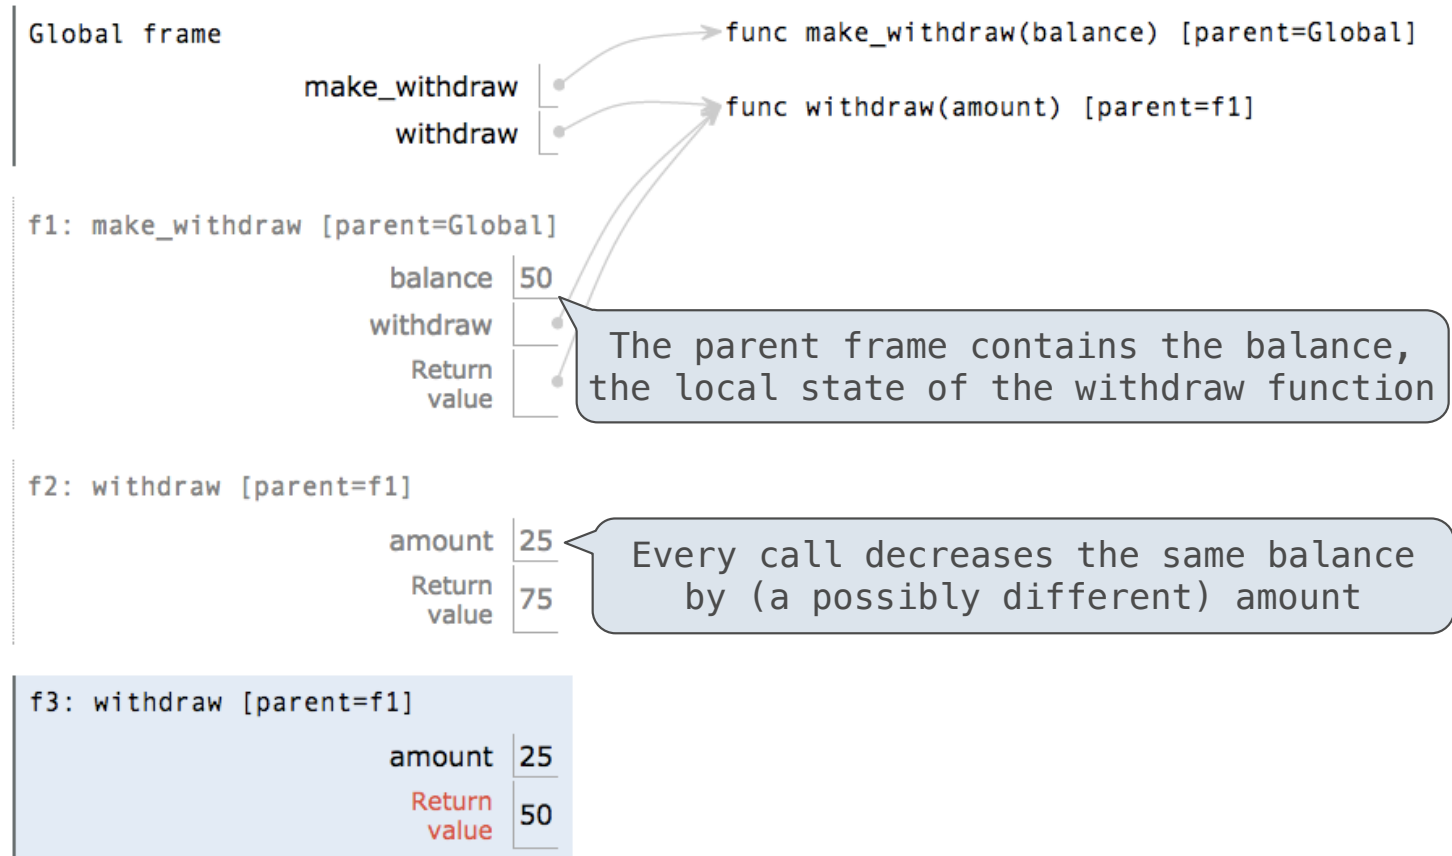 Global frame
func make_withdraw(balance) [parent=Global]
make_withdraw
func withdraw(amount) [parent=f1]
withdraw
f1: make_withdraw [parent=Global]
balance 50
withdraw
Return
value
The parent frame contains the balance,
the local state of the withdraw function
f2: withdraw [parent=f1]
amount 25
Return
value 75
Every call decreases the same balance
by (a possibly different) amount
f3: withdraw [parent=f1]
amount 25
Return
value 50